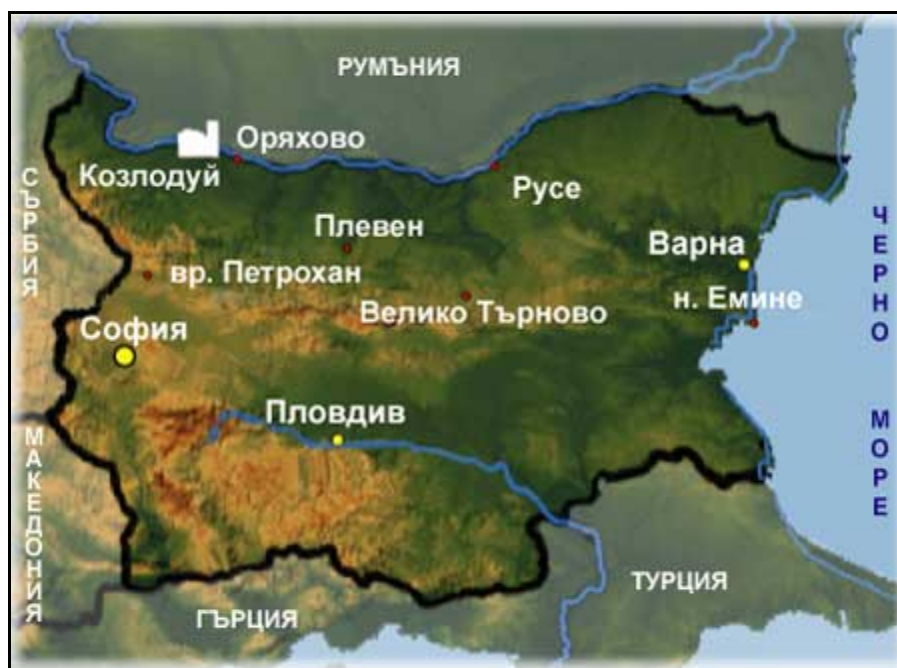 РУМЪНИЯ
Оряхово
Козлодуй
Русе
СЪРБИЯ
Плевен
Варна
вр. Петрохан
н. Емине
Велико Търново
София
ЧЕРНО МОРЕ
Пловдив
МАКЕДОНИЯ
ТУРЦИЯ
ГЪРЦИЯ